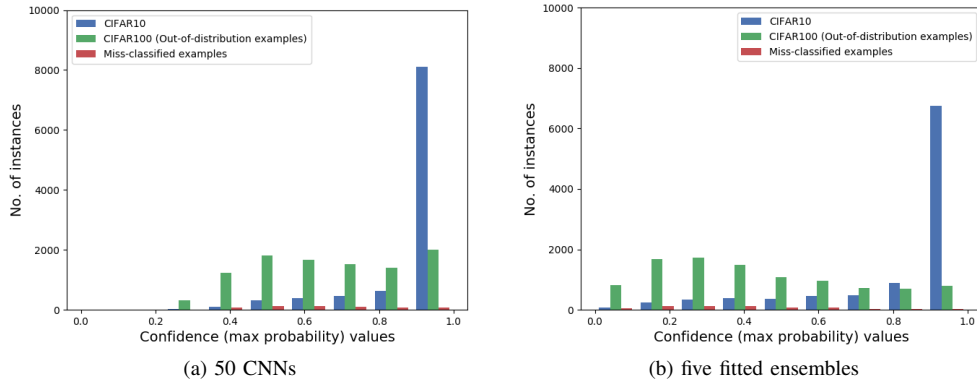 10000
8000
6000
4000
2000
0
No. of instances
CIFAR10
CIFAR100 (Out-of-distribution examples)
Miss-classified examples
0.0 0.2 0.4 0.6 0.8 1.0
Confidence (max probability) values
(a) 50 CNNs
10000
8000
6000
4000
2000
0
No. of instances
CIFAR10
CIFAR100 (Out-of-distribution examples)
Miss-classified examples
0.0 0.2 0.4 0.6 0.8 1.0
Confidence (max probability) values
(b) five fitted ensembles